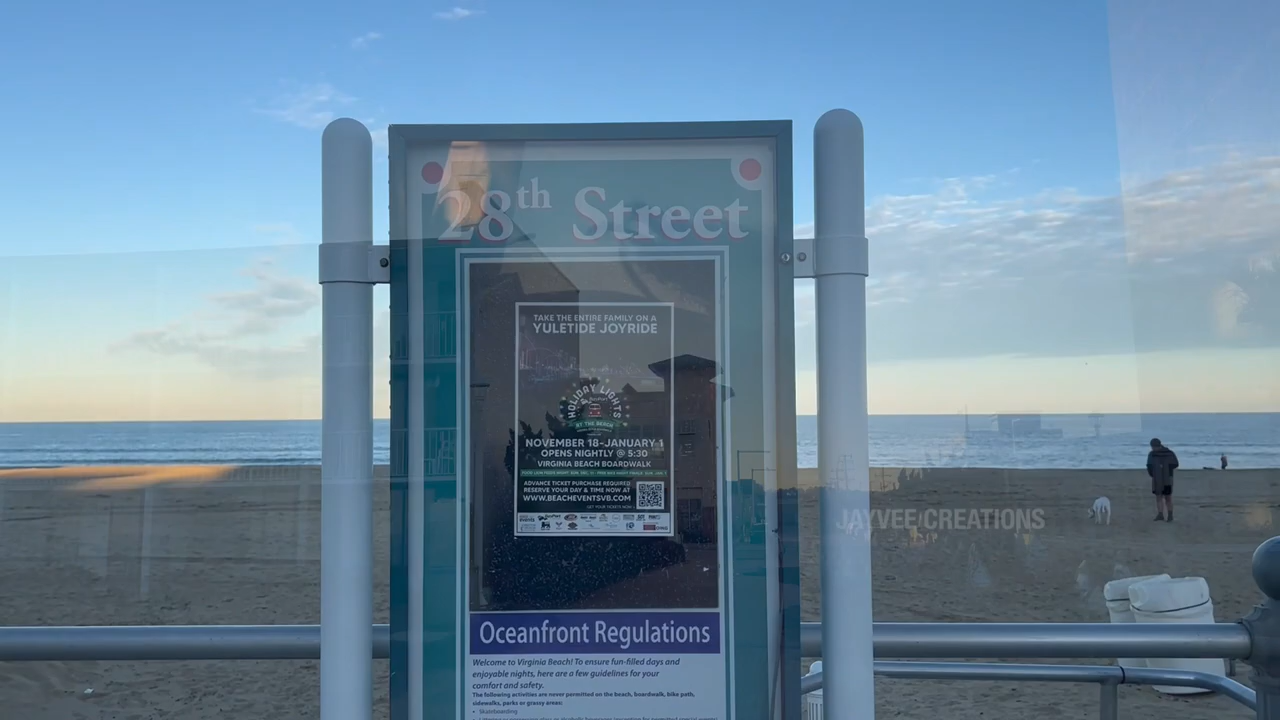 28th Street
TAKE THE ENTIRE FAMILY ON A
YULETIDE JOYRIDE
HOLIDAY LIGHTS
AT THE BEACH
NOVEMBER 18-JANUARY 1
OPENS NIGHTLY @ 5:30
VIRGINIA BEACH BOARDWALK
ADVANCE TICKET PURCHASE REQUIRED
RESERVE YOUR DAY & TIME NOW AT
WWW.BEACHEVENTSVB.COM
JAYVEE CREATIONS
Oceanfront Regulations
Welcome to Virginia Beach! To ensure fun-filled days and
enjoyable nights, here are a few guidelines for your
comfort and safety.
The following activities are never permitted on the beach, boardwalk, bike path,
sidewalks, parks or grassy areas:
• Skateboarding